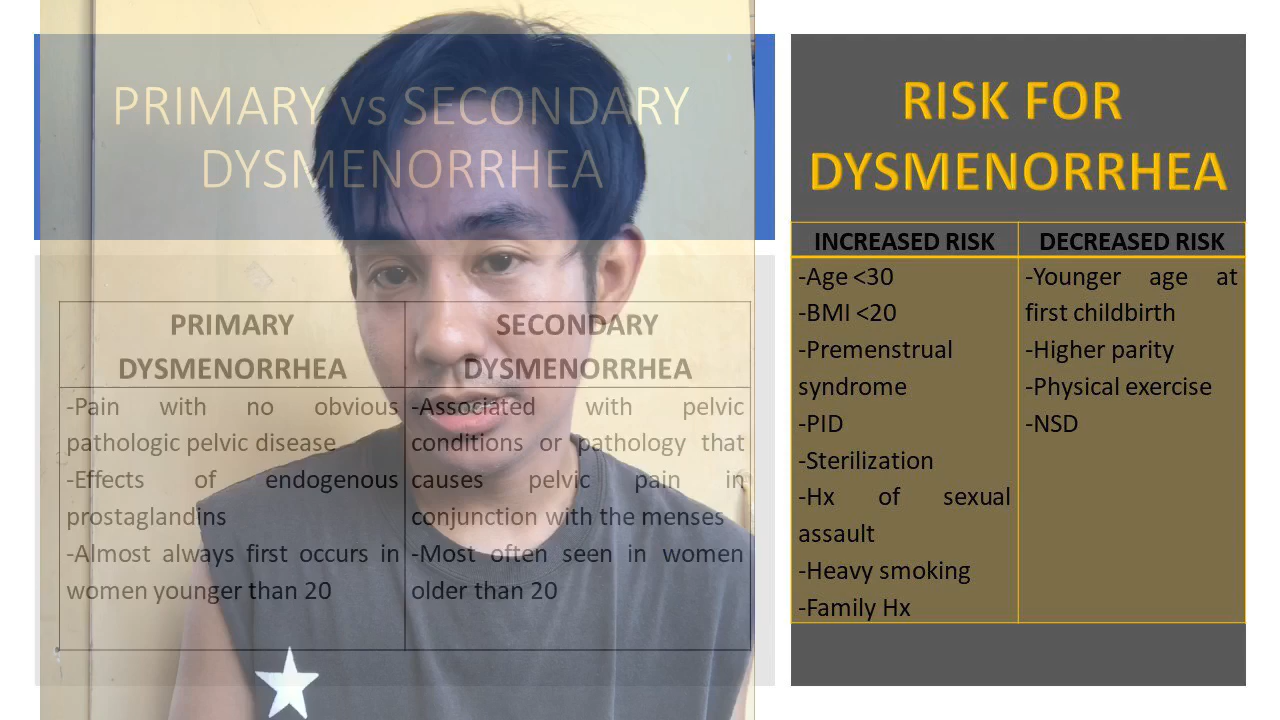 PRIMARY vs SECONDARY
DYSMENORRHEA
PRIMARY
DYSMENORRHEA
-Pain with no obvious
pathologic pelvic disease
-Effects of endogenous
prostaglandins
-Almost always first occurs in
women younger than 20
SECONDARY
DYSMENORRHEA
-Associated with pelvic
conditions or pathology that
causes pelvic pain in
conjunction with the menses
-Most often seen in women
older than 20
RISK FOR
DYSMENORRHEA
INCREASED RISK
-Age <30
-BMI <20
-Premenstrual
syndrome
-PID
-Sterilization
-Hx of sexual
assault
-Heavy smoking
-Family Hx
DECREASED RISK
-Younger age at
first childbirth
-Higher parity
-Physical exercise
-NSD